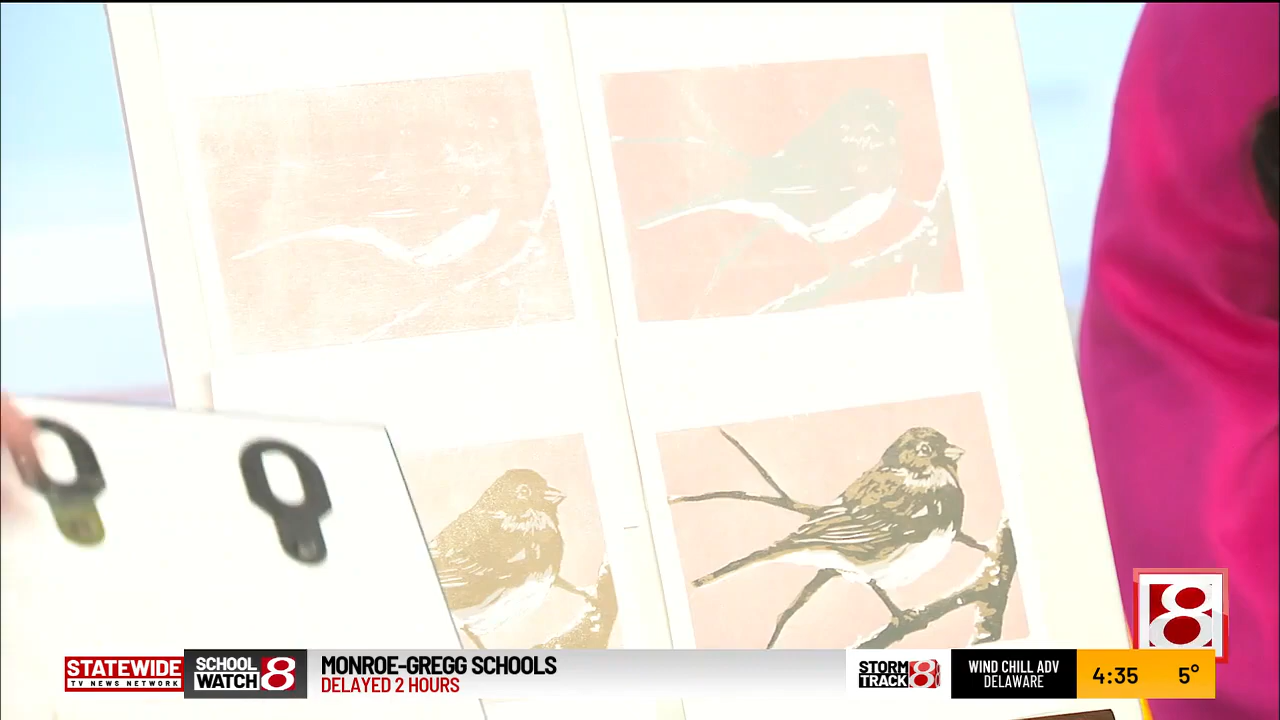 STATEWIDE
TV NEWS NETWORK
SCHOOL
WATCH 8
MONROE-GREGG SCHOOLS
DELAYED 2 HOURS
STORM
TRACK 8
WIND CHILL ADV
DELAWARE
4:35
5°
8